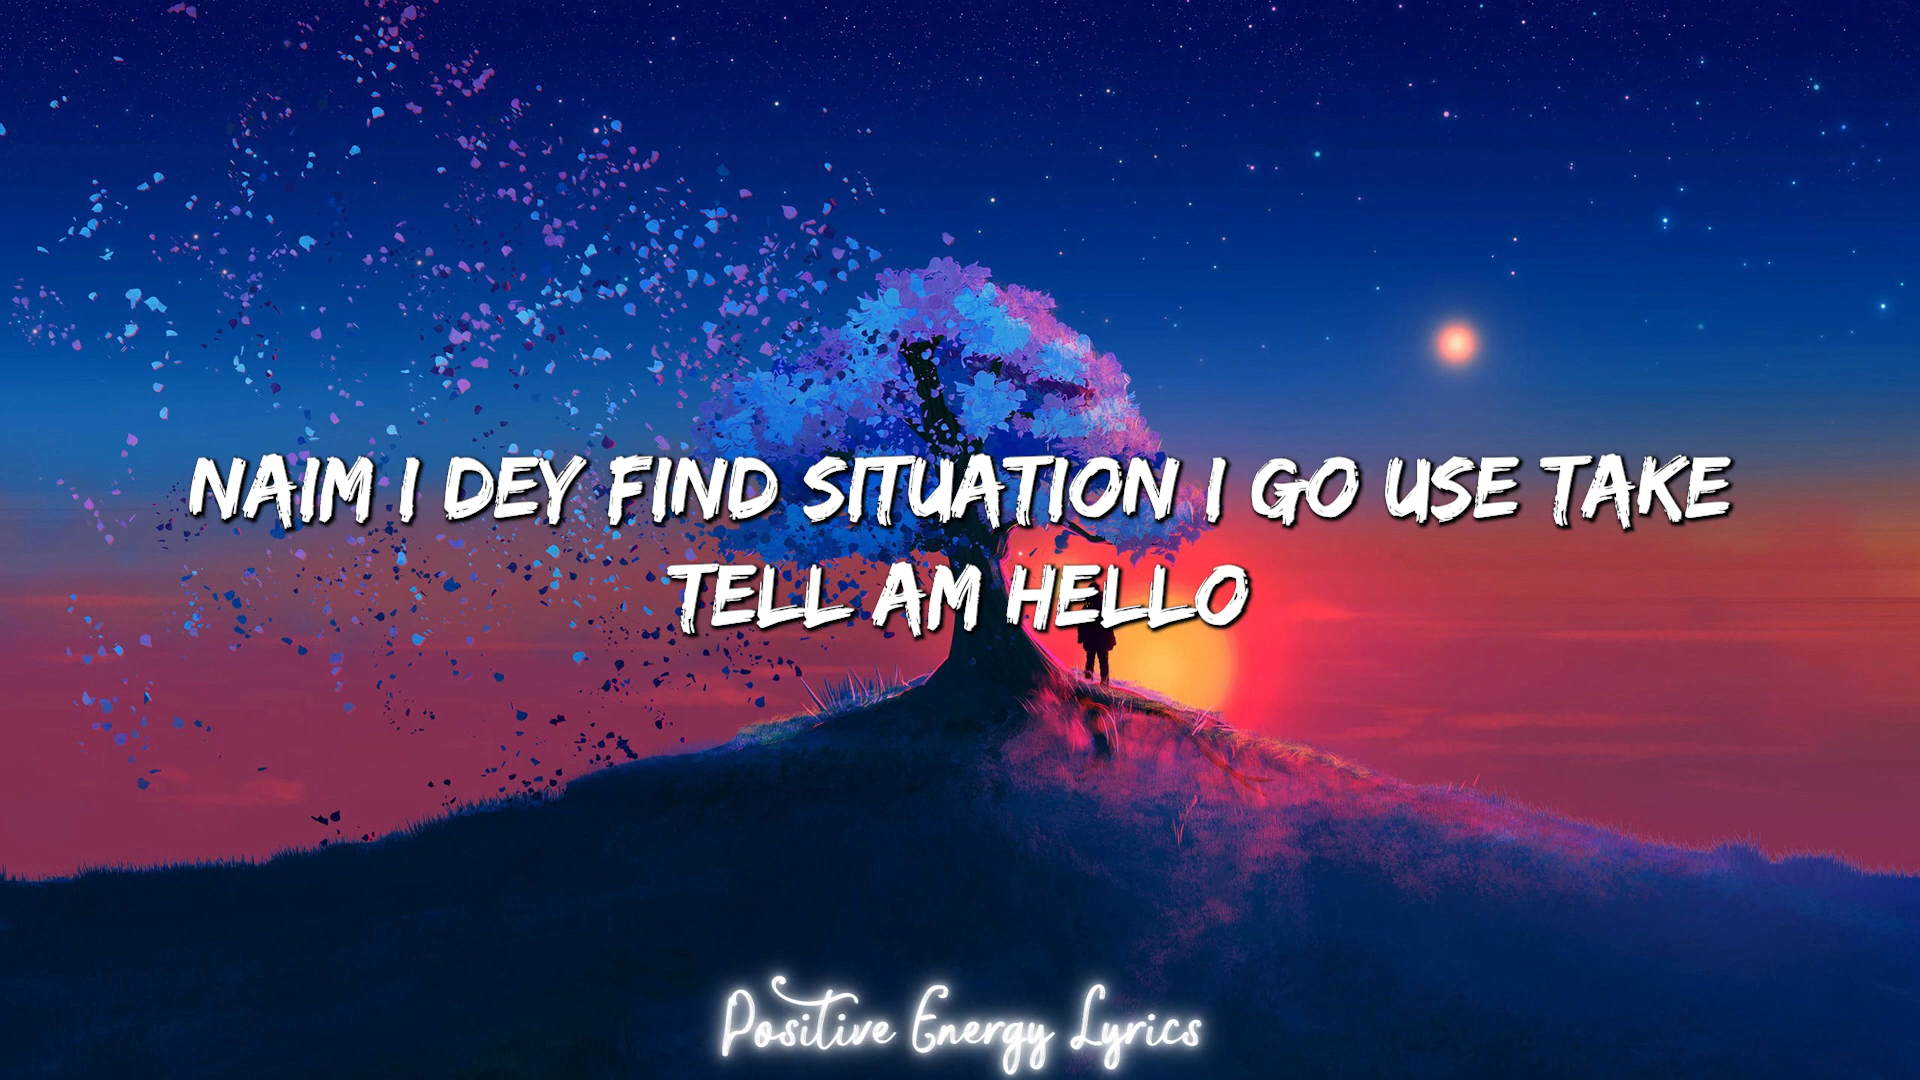 NAIM I DEY FIND SITUATION I GO USE TAKE
TELL AM HELLO
Positive Energy Lyrics